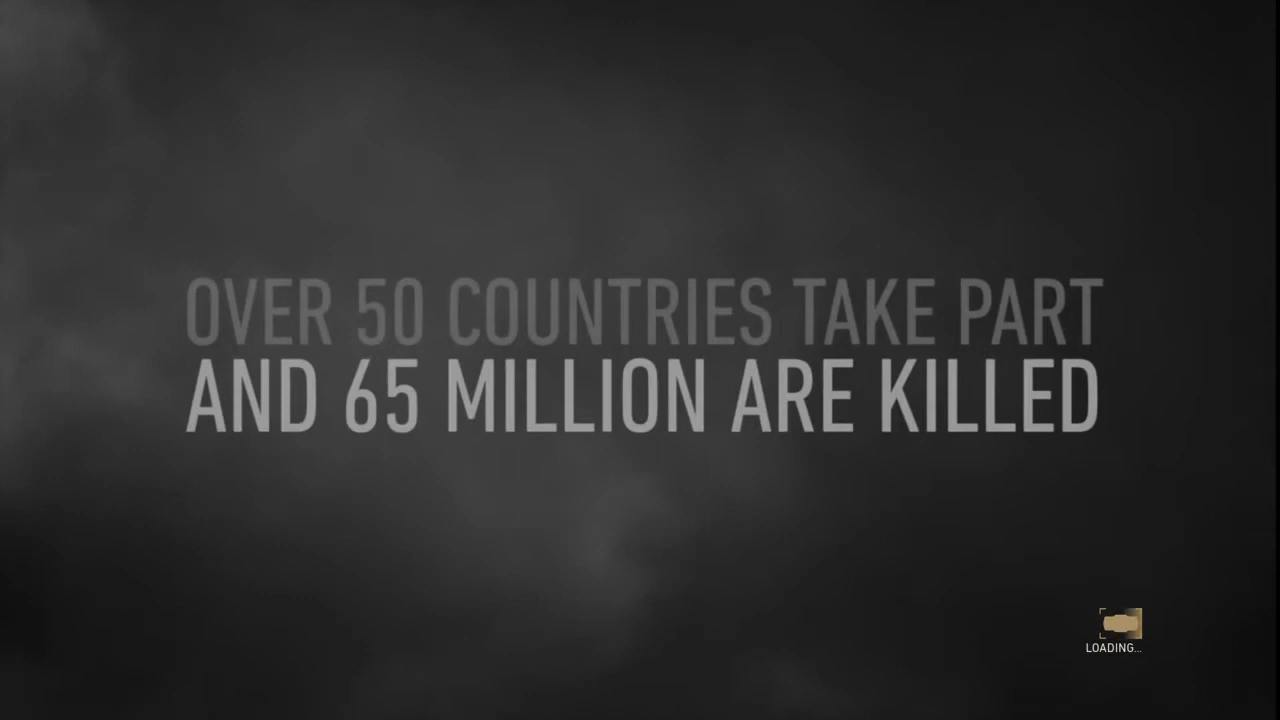 OVER 50 COUNTRIES TAKE PART
AND 65 MILLION ARE KILLED
LOADING...